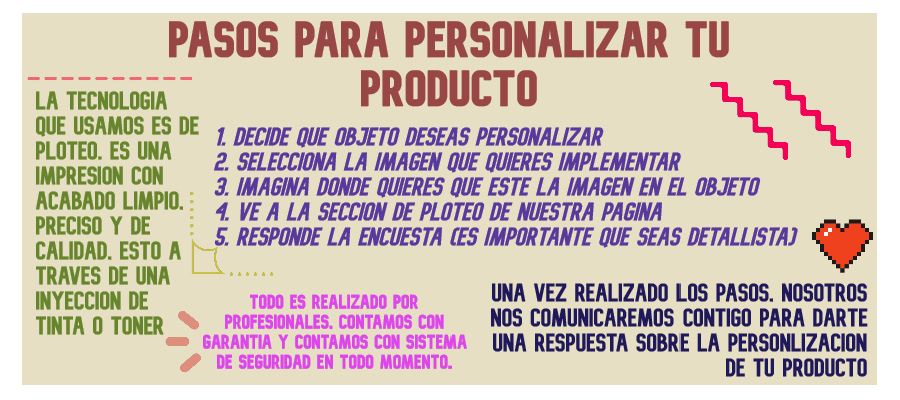 PASOS PARA PERSONALIZAR TU
PRODUCTO
LA TECNOLOGIA
QUE USAMOS ES DE
PLOTEO. ES UNA
IMPRESION CON
ACABADO LIMPIO.
PRECISO Y DE
CALIDAD. ESTO A
TRAVES DE UNA
INYECCION DE
TINTA O TONER
1. DECIDE QUE OBJETO DESEAS PERSONALIZAR
2. SELECCIONA LA IMAGEN QUE QUIERES IMPLEMENTAR
3. IMAGINA DONDE QUIERES QUE ESTE LA IMAGEN EN EL OBJETO
4. VE A LA SECCION DE PLOTEO DE NUESTRA PAGINA
5. RESPONDE LA ENCUESTA (ES IMPORTANTE QUE SEAS DETALLISTA)
TODO ES REALIZADO POR
PROFESIONALES. CONTAMOS CON
GARANTIA Y CONTAMOS CON SISTEMA
DE SEGURIDAD EN TODO MOMENTO.
UNA VEZ REALIZADO LOS PASOS. NOSOTROS
NOS COMUNICAREMOS CONTIGO PARA DARTE
UNA RESPUESTA SOBRE LA PERSONLIZACION
DE TU PRODUCTO